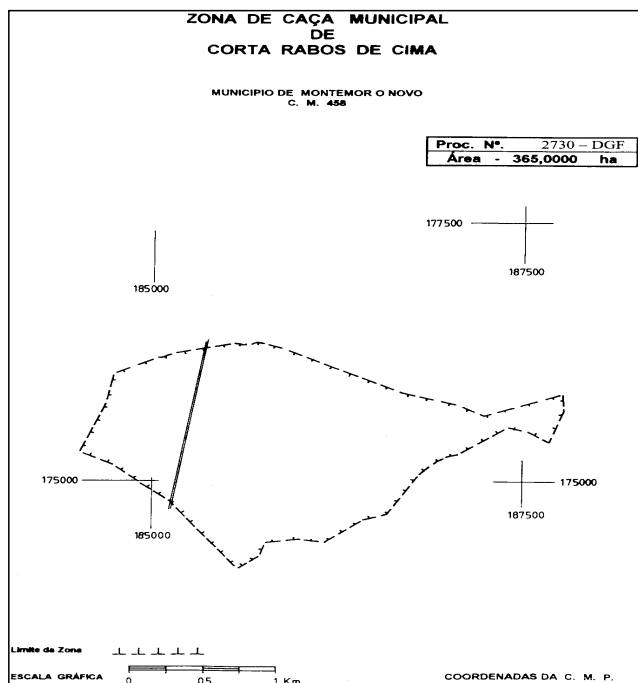 ZONA DE CAÇA MUNICIPAL
DE
CORTA RABOS DE CIMA
MUNICIPIO DE MONTEMOR O NOVO
C. M. 458
Proc. Nº. 2730 – DGF
Área - 365,0000 ha
177500
187500
185000
175000
185000
175000
187500
Limite da Zona
ESCALA GRÁFICA 0 0.5 1 Km
COORDENADAS DA C. M. P.